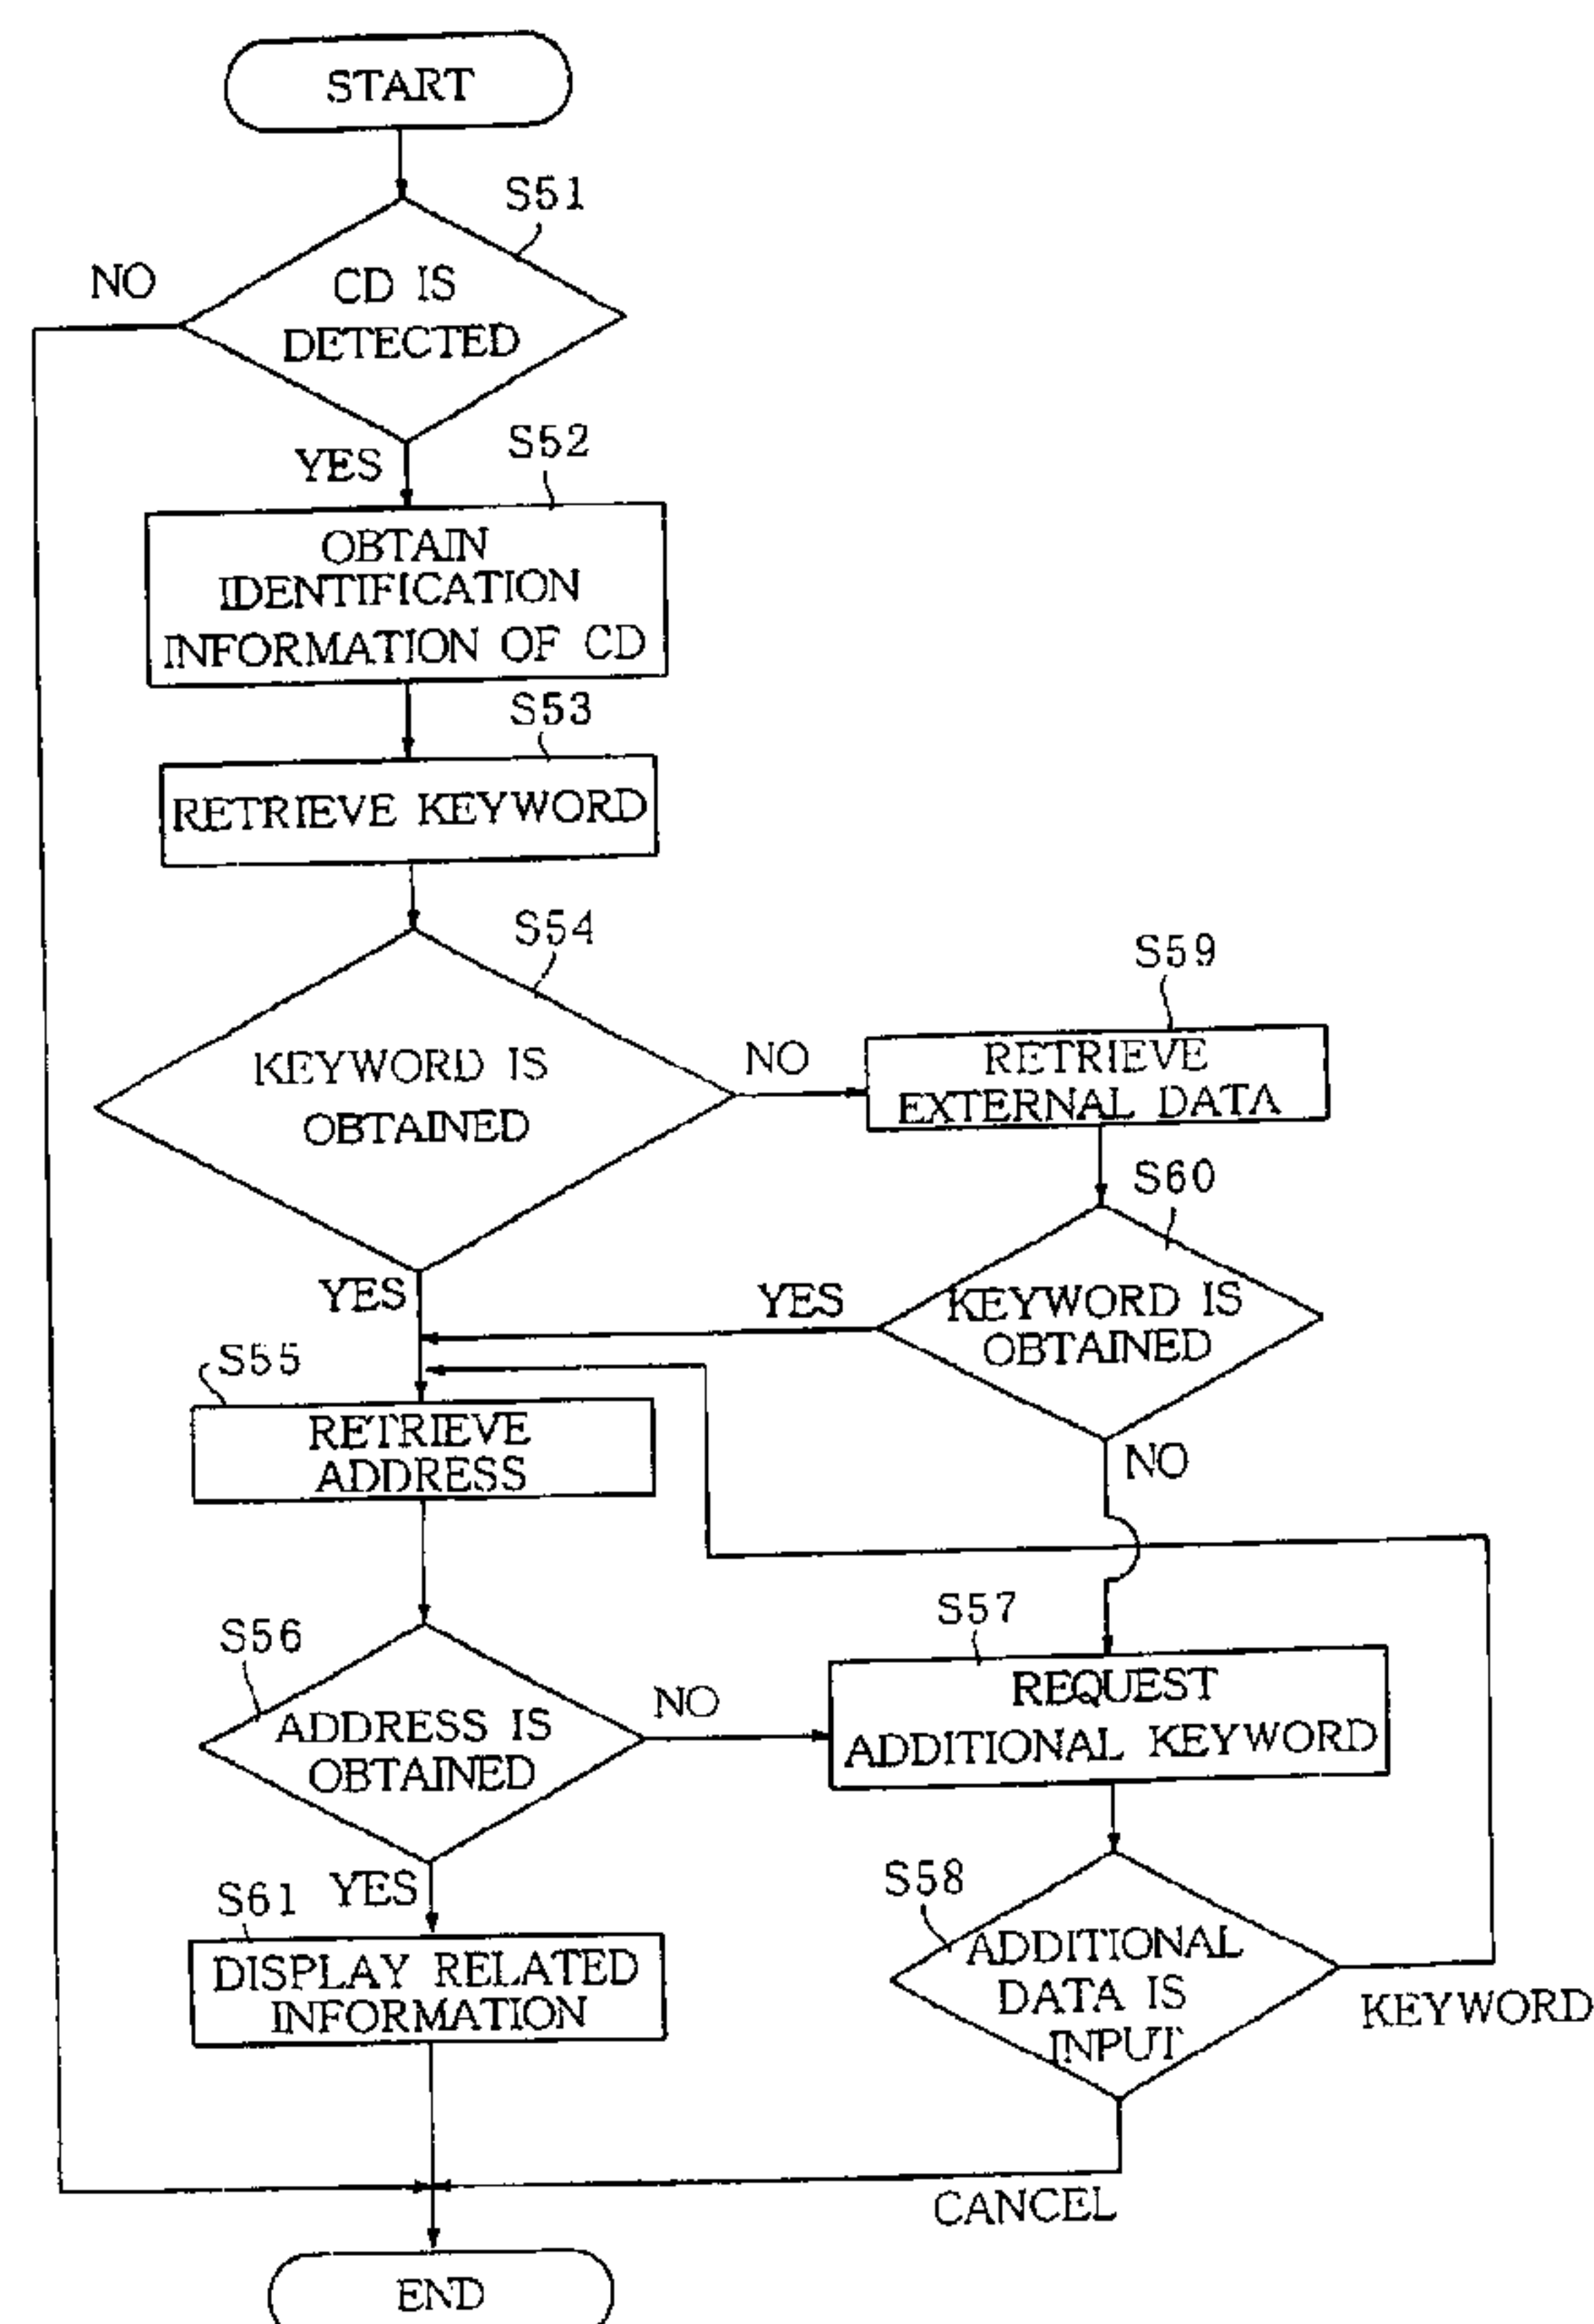 START
S51
NO
CD IS
DETECTED
YES
S52
OBTAIN
IDENTIFICATION
INFORMATION OF CD
S53
RETRIEVE KEYWORD
S54
KEYWORD IS
OBTAINED
NO
S59
RETRIEVE
EXTERNAL DATA
S60
KEYWORD IS
OBTAINED
YES
YES
NO
S55
RETRIEVE
ADDRESS
S56
ADDRESS IS
OBTAINED
NO
S57
REQUEST
ADDITIONAL KEYWORD
YES
S58
ADDITIONAL
DATA IS
INPUT
KEYWORD
S61
DISPLAY RELATED
INFORMATION
CANCEL
END